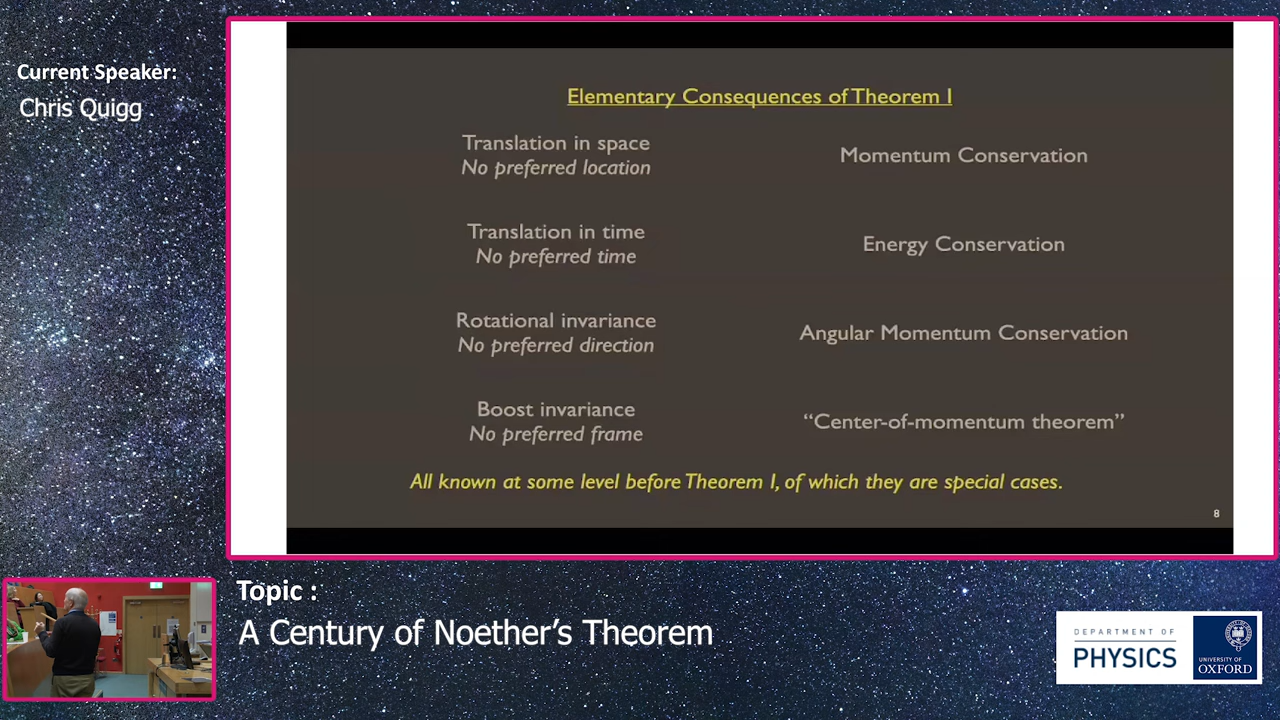 Current Speaker:
Chris Quigg
Elementary Consequences of Theorem I
Translation in space
No preferred location
Momentum Conservation
Translation in time
No preferred time
Energy Conservation
Rotational invariance
No preferred direction
Angular Momentum Conservation
Boost invariance
No preferred frame
“Center-of-momentum theorem”
All known at some level before Theorem I, of which they are special cases.
8
Topic :
A Century of Noether’s Theorem
DEPARTMENT OF
PHYSICS
UNIVERSITY OF
OXFORD